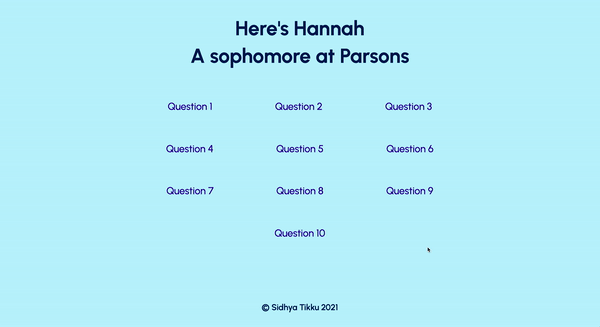 Here's Hannah
A sophomore at Parsons
Question 1 Question 2 Question 3
Question 4 Question 5 Question 6
Question 7 Question 8 Question 9
Question 10
© Sidhya Tikku 2021